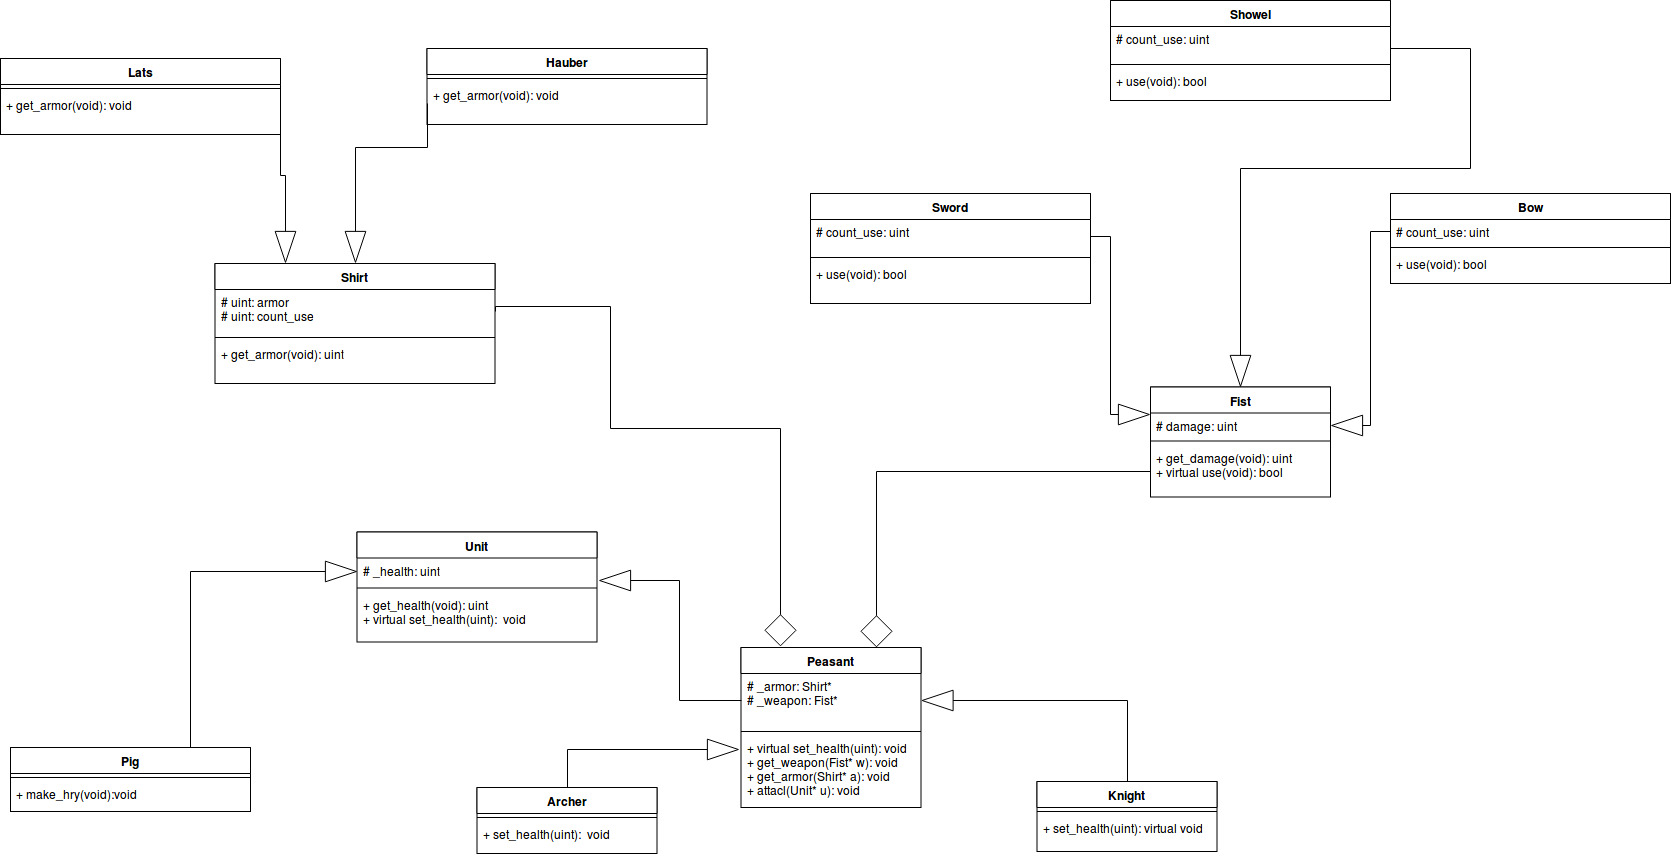 Showel
# count_use: uint
+ use(void): bool
Hauber
+ get_armor(void): void
Lats
+ get_armor(void): void
Sword
# count_use: uint
+ use(void): bool
Bow
# count_use: uint
+ use(void): bool
Shirt
# uint: armor
# uint: count_use
+ get_armor(void): uint
Fist
# damage: uint
+ get_damage(void): uint
+ virtual use(void): bool
Unit
# _health: uint
+ get_health(void): uint
+ virtual set_health(uint):  void
Peasant
# _armor: Shirt*
# _weapon: Fist*
+ virtual set_health(uint): void
+ get_weapon(Fist* w): void
+ get_armor(Shirt* a): void
+ attacl(Unit* u): void
Pig
+ make_hry(void):void
Archer
+ set_health(uint):  void
Knight
+ set_health(uint): virtual void